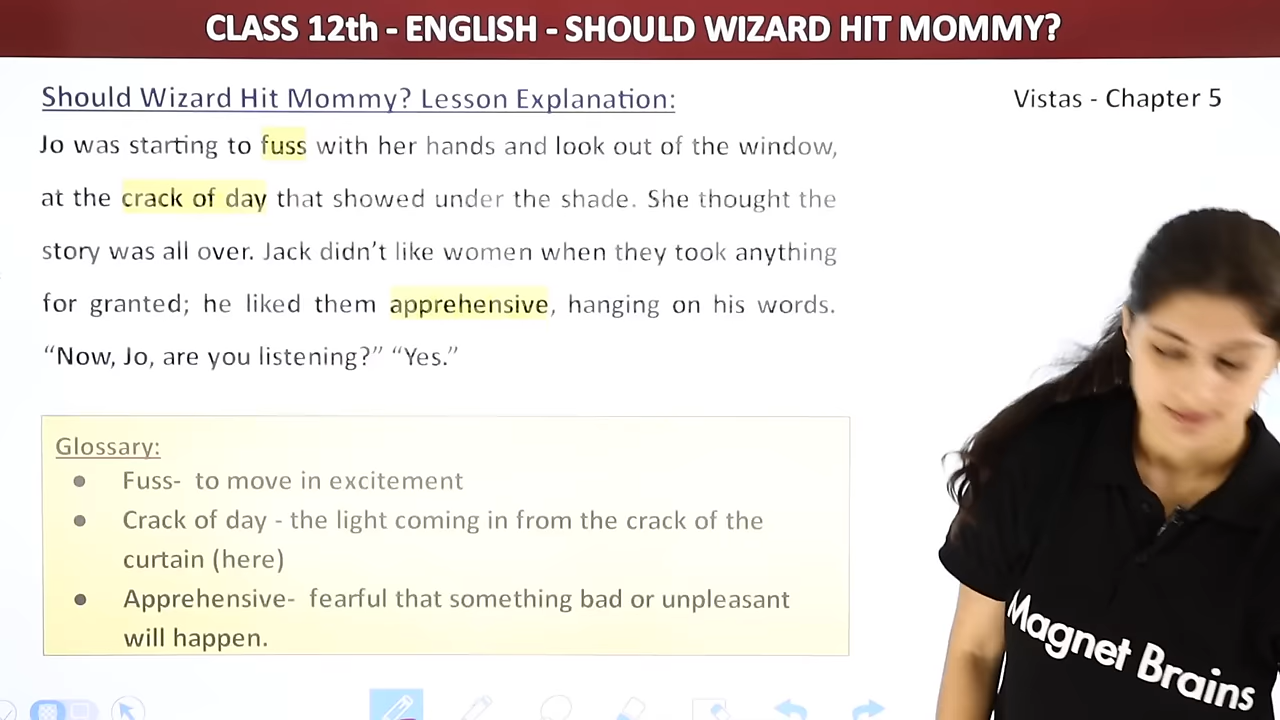 CLASS 12th - ENGLISH - SHOULD WIZARD HIT MOMMY?
Should Wizard Hit Mommy? Lesson Explanation:
Vistas - Chapter 5
Jo was starting to fuss with her hands and look out of the window,
at the crack of day that showed under the shade. She thought the
story was all over. Jack didn’t like women when they took anything
for granted; he liked them apprehensive, hanging on his words.
“Now, Jo, are you listening?” “Yes.”
Glossary:
● Fuss- to move in excitement
● Crack of day - the light coming in from the crack of the
curtain (here)
● Apprehensive- fearful that something bad or unpleasant
will happen.
Magnet Brains